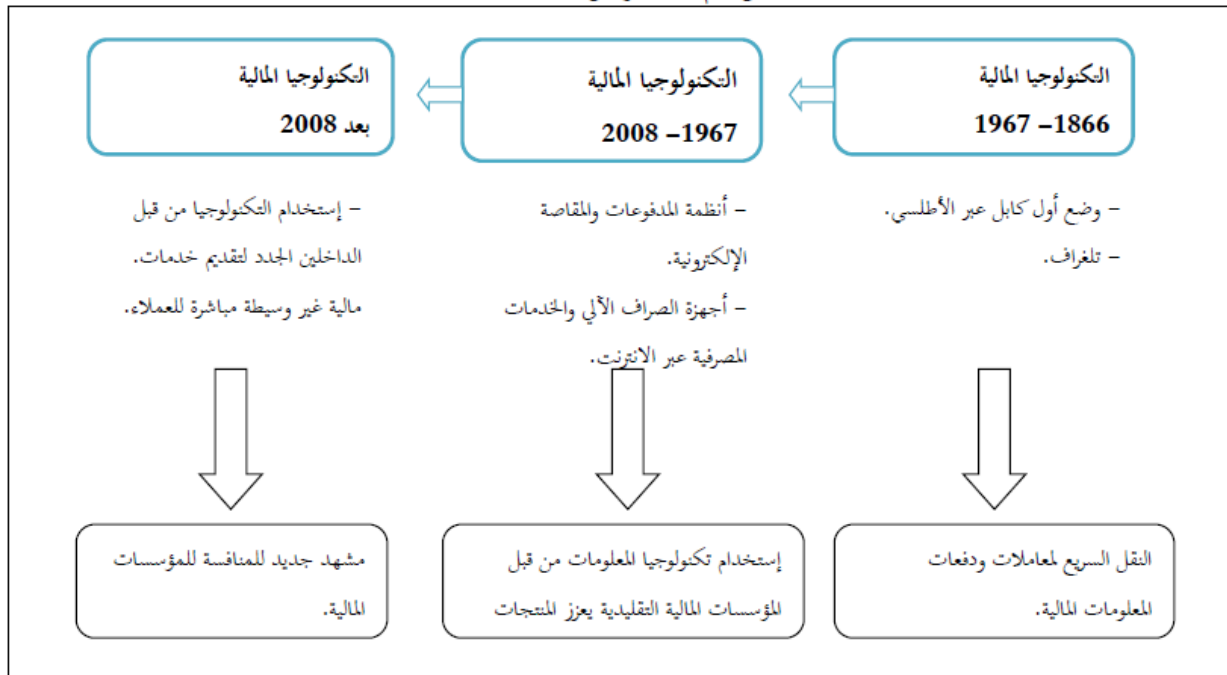 التكنولوجيا المالية
1866– 1967
– وضع أول كابل عبر الأطلسي.
– تلغراف.
النقل السريع لمعاملات ودفعات
المعلومات المالية.
التكنولوجيا المالية
1967– 2008
– أنظمة المدفوعات والمقاصة
الإلكترونية.
– أجهزة الصراف الآلي والخدمات
المصرفية عبر الانترنت.
إستخدام تكنولوجيا المعلومات من قبل
المؤسسات المالية التقليدية يعزز المنتجات
التكنولوجيا المالية
بعد 2008
– إستخدام التكنولوجيا من قبل
الداخلين الجدد لتقديم خدمات.
مالية غير وسيطة مباشرة للعملاء.
مشهد جديد للمنافسة للمؤسسات
المالية.